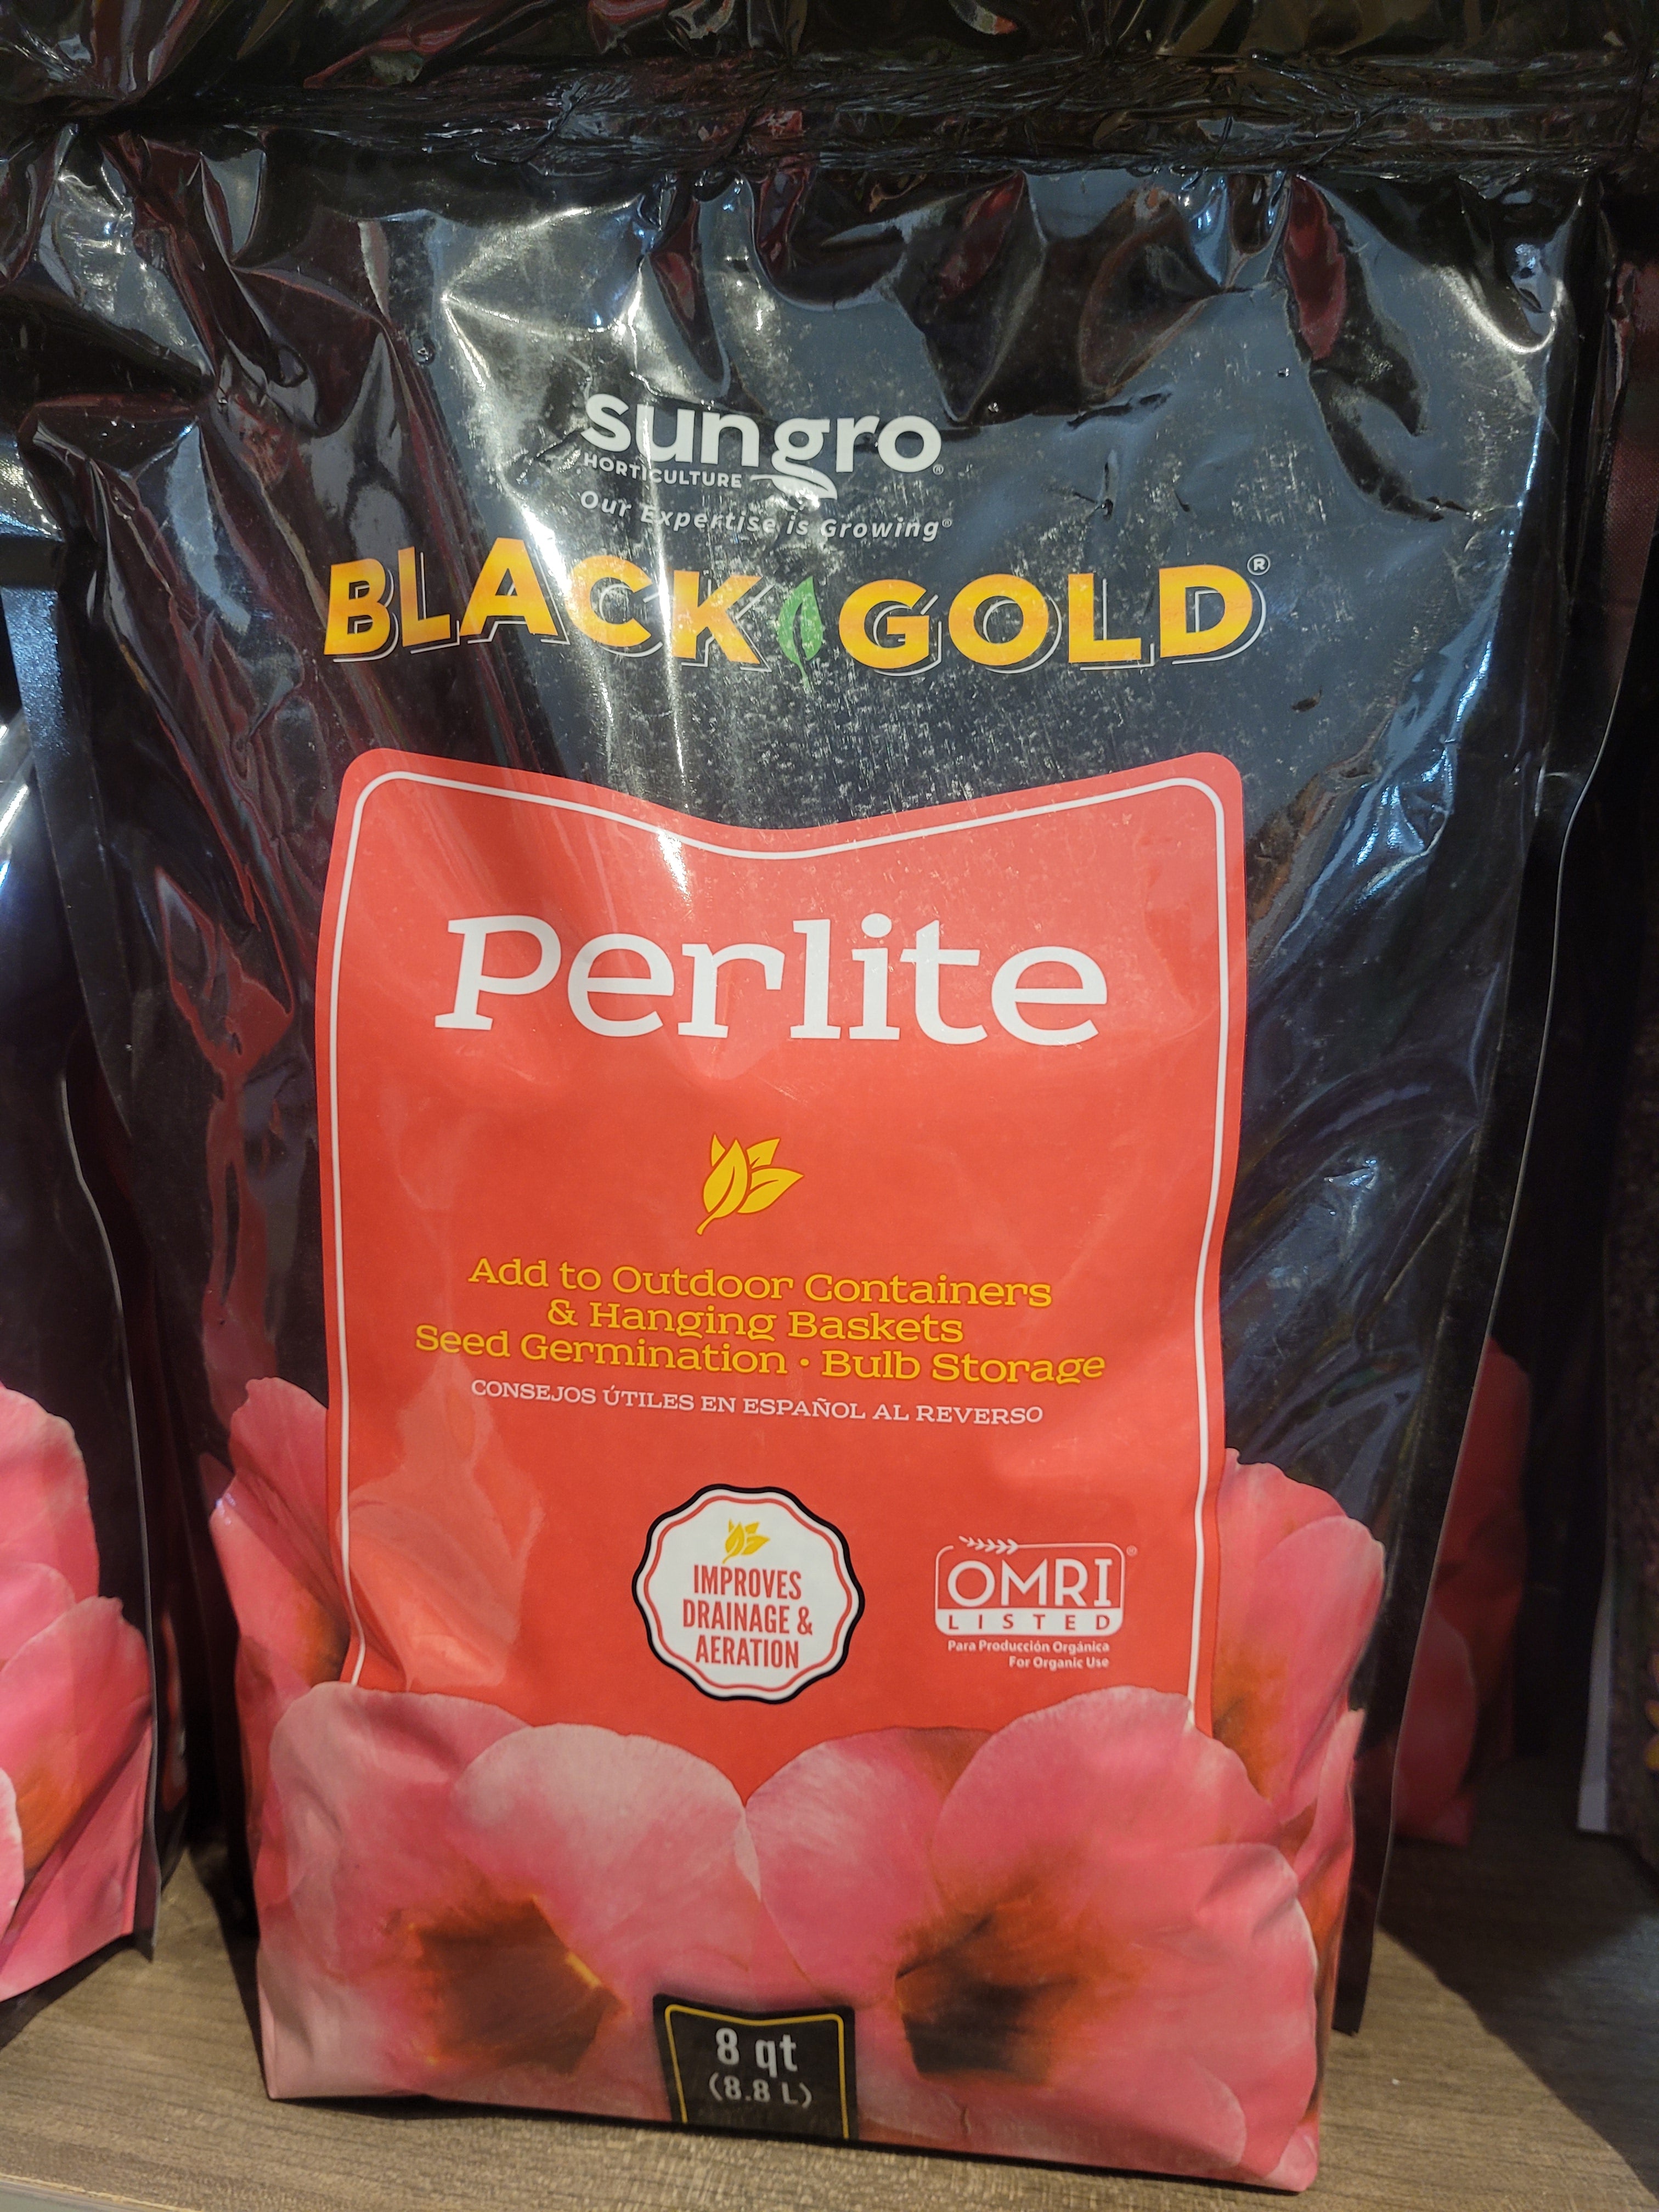 sungro®
HORTICULTURE
Our Expertise is Growing®
BLACK GOLD®
Perlite
Add to Outdoor Containers
& Hanging Baskets
Seed Germination • Bulb Storage
CONSEJOS ÚTILES EN ESPAÑOL AL REVERSO
IMPROVES
DRAINAGE &
AERATION
OMRI®
LISTED
Para Producción Orgánica
For Organic Use
8 qt
(8.8 L)